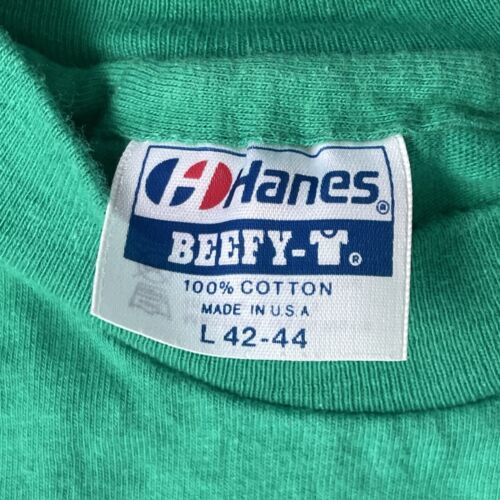 Hanes®
BEEFY-T®
100% COTTON
MADE IN U.S.A
L 42-44